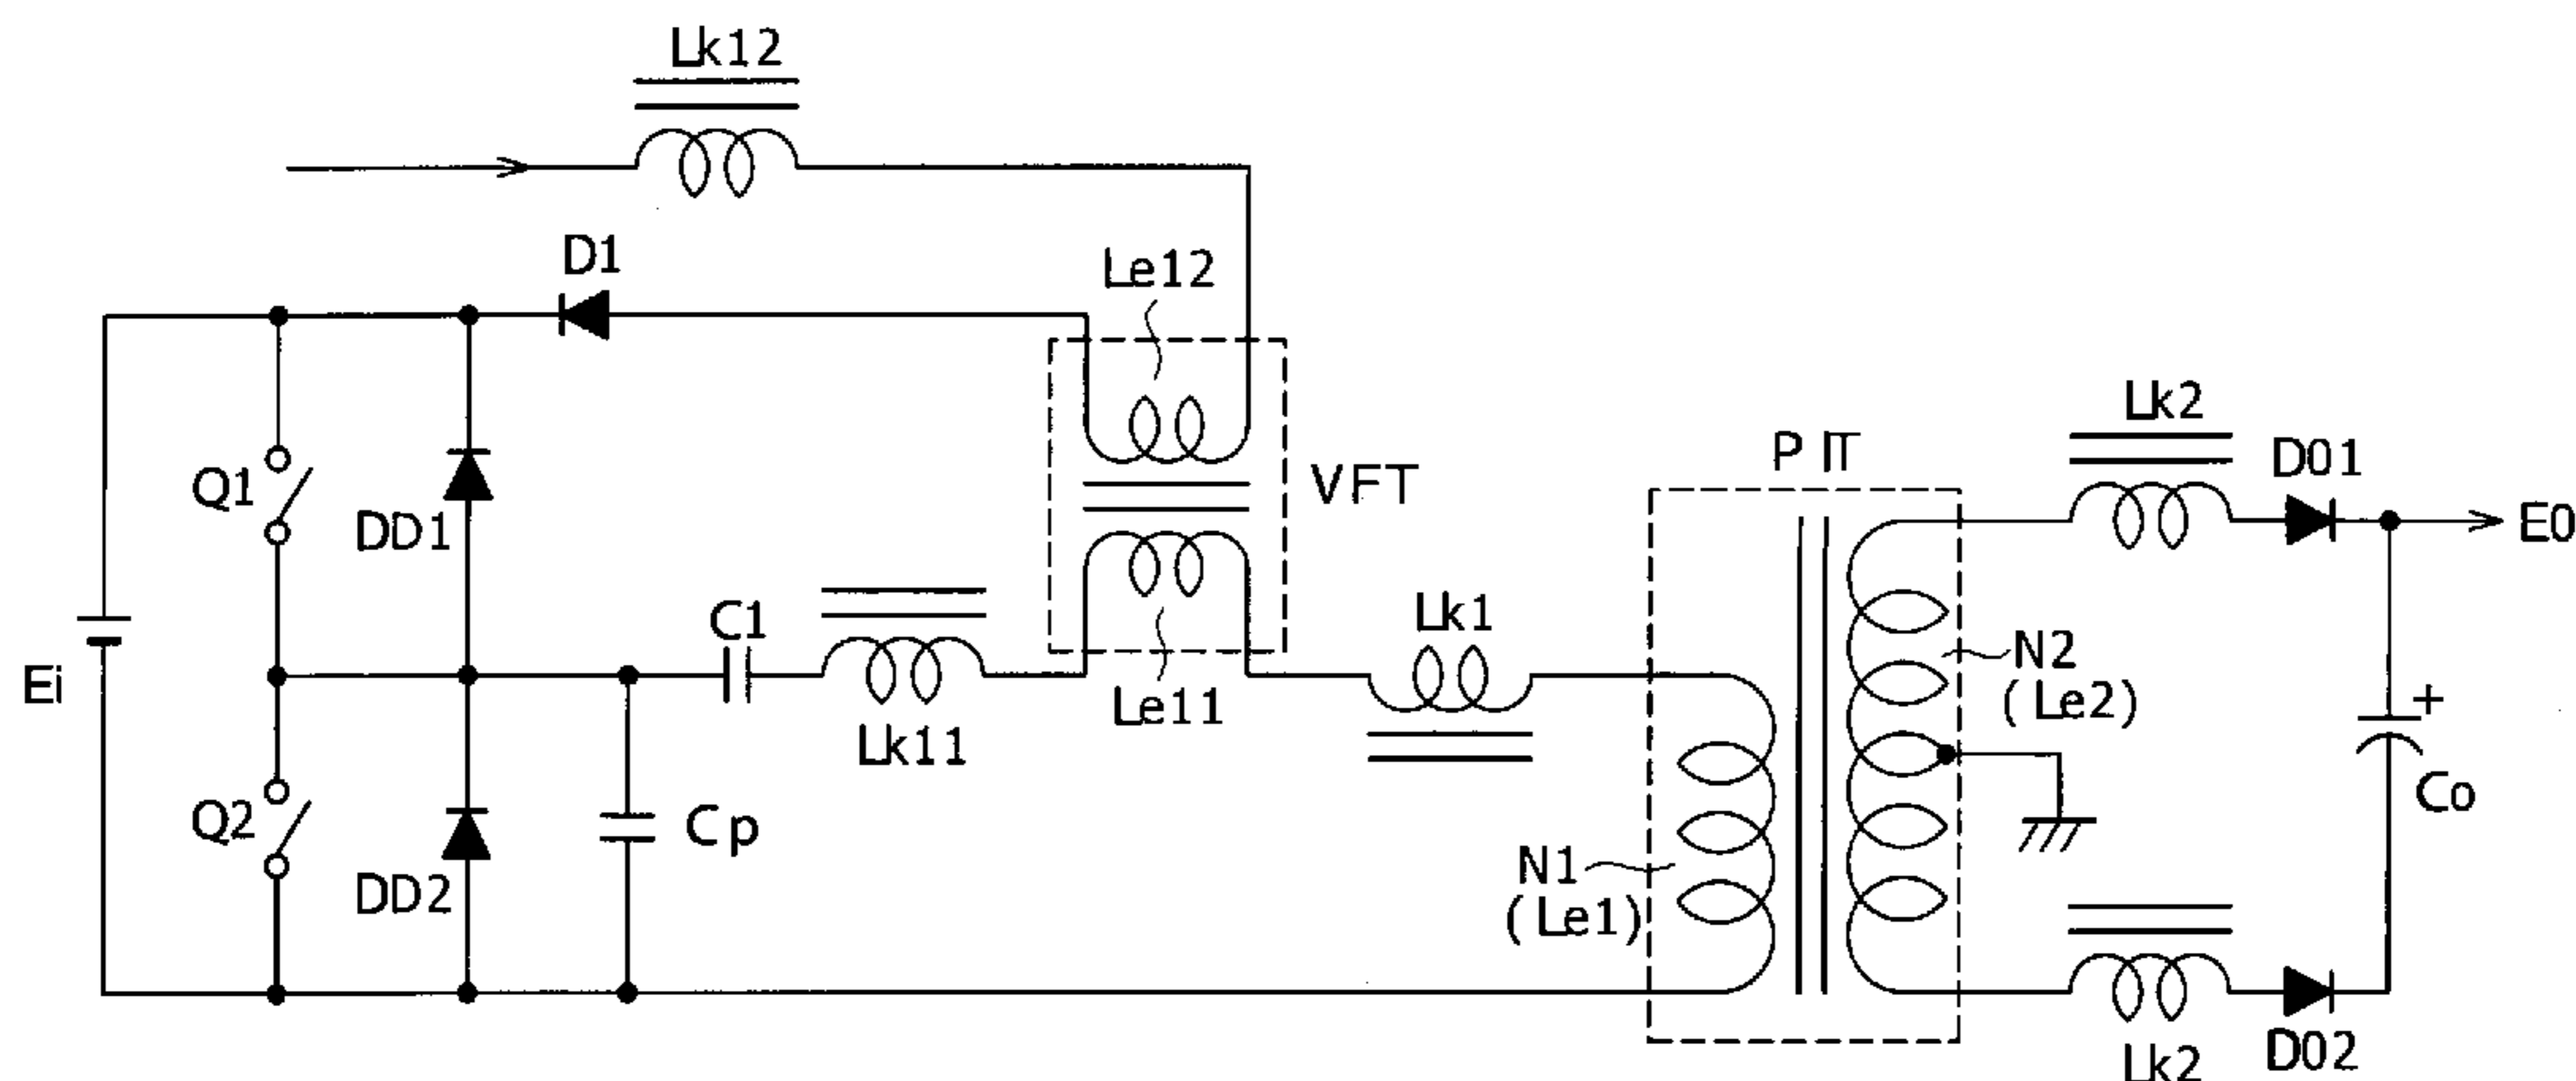 Lk12
D1
Le12
Lk2
D01
P IT
VFT
Q1
DD1
E0
C1
Lk1
N2
(Le2)
Ei
Le11
Lk11
+
Co
Q2
Cp
DD2
N1
(Le1)
D02
Lk2